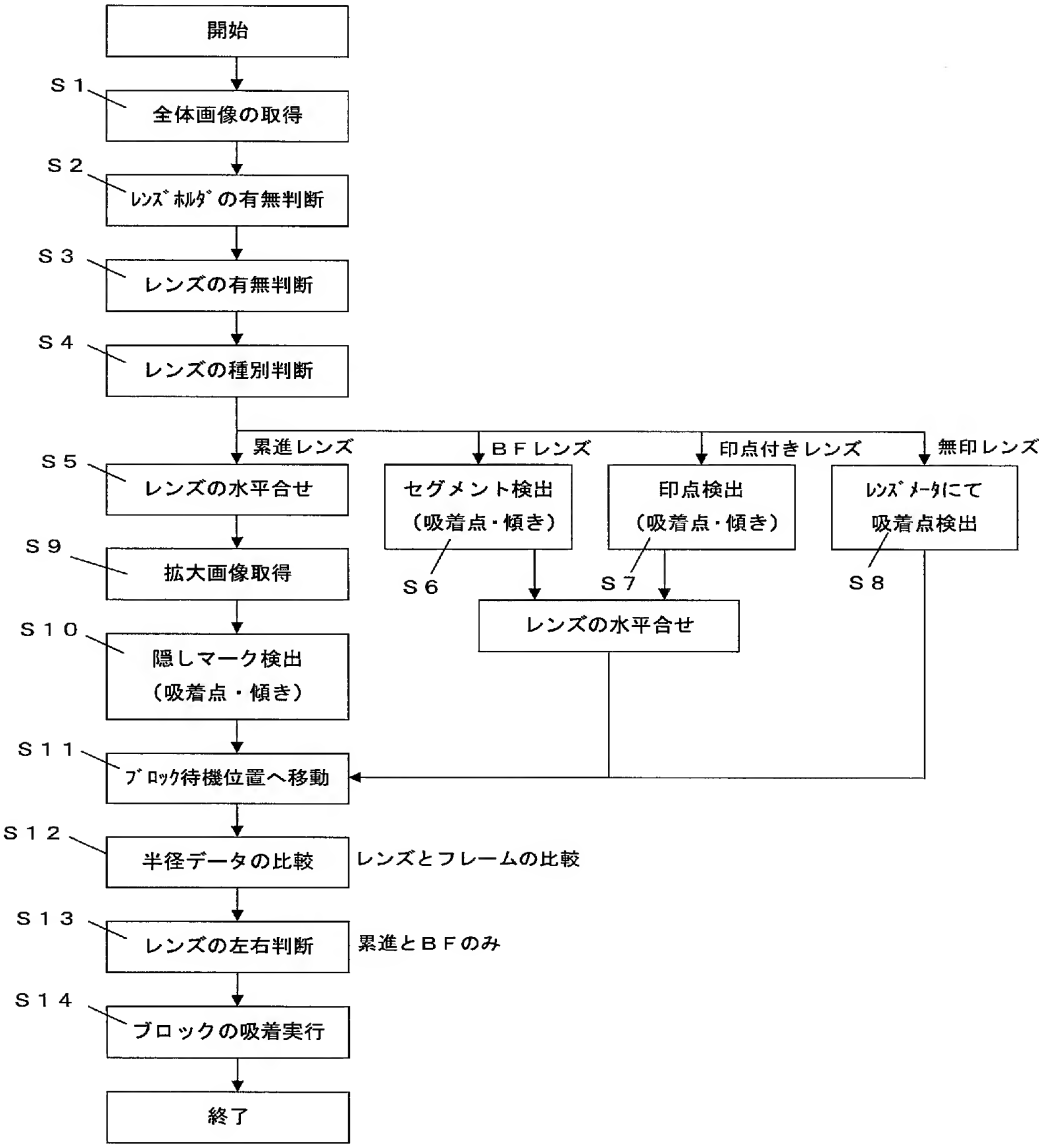 開始
S1
全体画像の取得
S2
ﾚﾝｽﾞﾎﾙﾀﾞの有無判断
S3
レンズの有無判断
S4
レンズの種別判断
累進レンズ
BFレンズ
印点付きレンズ
無印レンズ
S5
レンズの水平合せ
セグメント検出
(吸着点・傾き)
S6
印点検出
(吸着点・傾き)
S7
ﾚﾝｽﾞﾒｰﾀにて
吸着点検出
S8
レンズの水平合せ
S9
拡大画像取得
S10
隠しマーク検出
(吸着点・傾き)
S11
ﾌﾞﾛｯｸ待機位置へ移動
S12
半径データの比較
レンズとフレームの比較
S13
レンズの左右判断
累進とBFのみ
S14
ブロックの吸着実行
終了